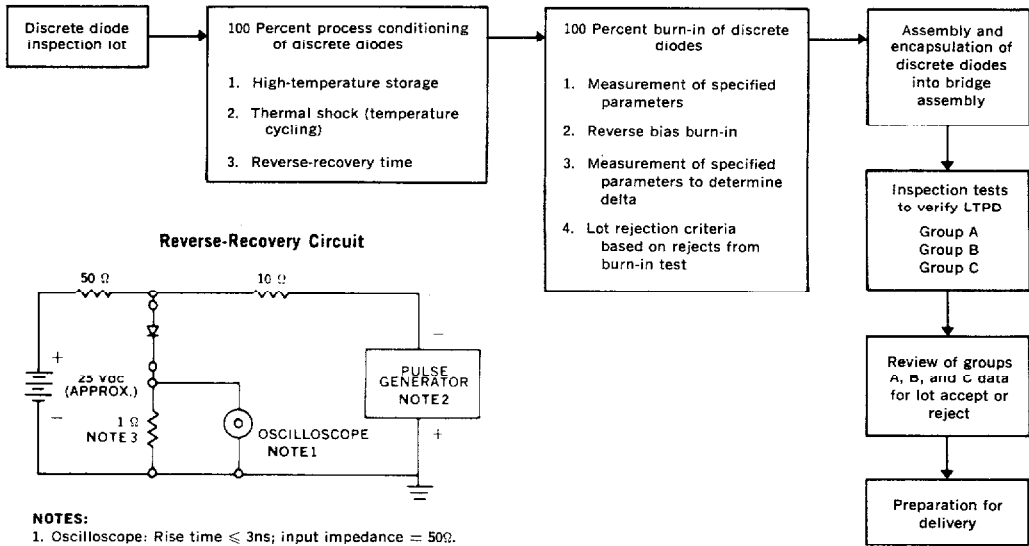 Discrete diode
inspection lot
100 Percent process conditioning
of discrete diodes
1. High-temperature storage
2. Thermal shock (temperature
cycling)
3. Reverse-recovery time
100 Percent burn-in of discrete
diodes
1. Measurement of specified
parameters
2. Reverse bias burn-in
3. Measurement of specified
parameters to determine
delta
4. Lot rejection criteria
based on rejects from
burn-in test
Assembly and
encapsulation of
discrete diodes
into bridge
assembly
Inspection tests
to verify LTPD
Group A
Group B
Group C
Review of groups
A, B, and C data
for lot accept or
reject
Preparation for
delivery
Reverse-Recovery Circuit
50 Ω
10 Ω
+
25 Vdc
(APPROX.)
−
1 Ω
NOTE 3
OSCILLOSCOPE
NOTE 1
−
PULSE
GENERATOR
NOTE 2
+
NOTES:
1. Oscilloscope: Rise time ⩽ 3ns; input impedance = 50Ω.